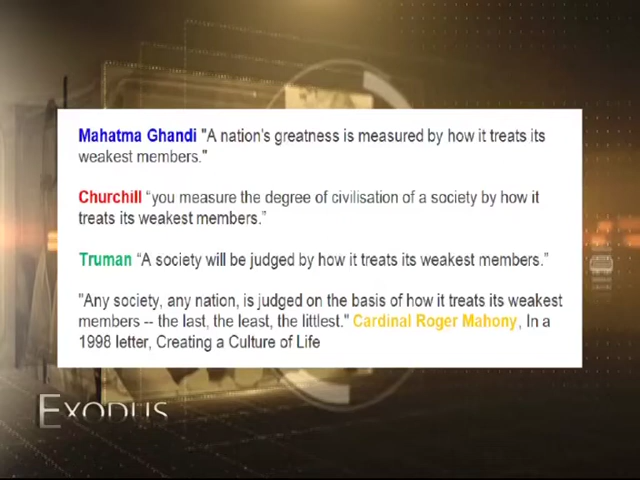 Mahatma Ghandi "A nation's greatness is measured by how it treats its
weakest members."
Churchill “you measure the degree of civilisation of a society by how it
treats its weakest members.”
Truman “A society will be judged by how it treats its weakest members.”
"Any society, any nation, is judged on the basis of how it treats its weakest
members -- the last, the least, the littlest." Cardinal Roger Mahony, In a
1998 letter, Creating a Culture of Life
EXODUS